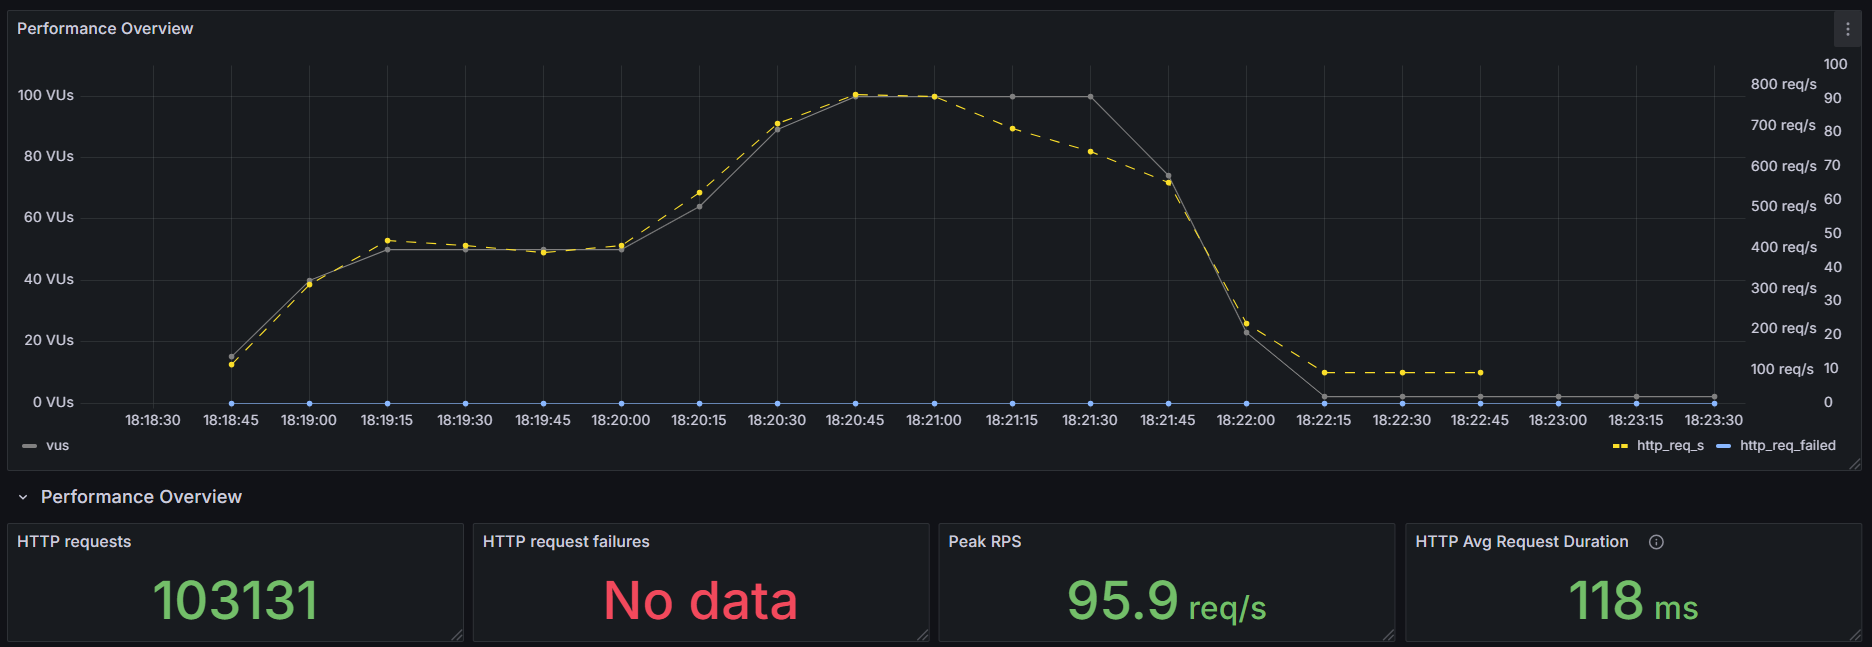 Performance Overview
100 VUs
80 VUs
60 VUs
40 VUs
20 VUs
0 VUs
800 req/s
700 req/s
600 req/s
500 req/s
400 req/s
300 req/s
200 req/s
100 req/s
100
90
80
70
60
50
40
30
20
10
0
18:18:30 18:18:45 18:19:00 18:19:15 18:19:30 18:19:45 18:20:00 18:20:15 18:20:30 18:20:45 18:21:00 18:21:15 18:21:30 18:21:45 18:22:00 18:22:15 18:22:30 18:22:45 18:23:00 18:23:15 18:23:30
vus
http_req_s http_req_failed
Performance Overview
HTTP requests
103131
HTTP request failures
No data
Peak RPS
95.9 req/s
HTTP Avg Request Duration
118 ms